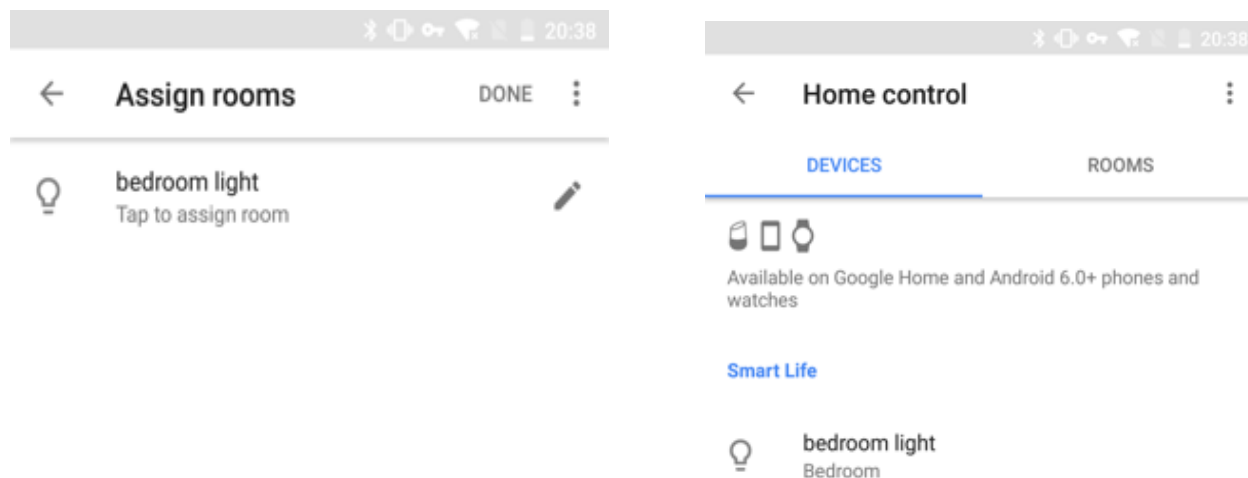 20:38
Assign rooms DONE
bedroom light
Tap to assign room
20:38
Home control
DEVICES ROOMS
Available on Google Home and Android 6.0+ phones and
watches
Smart Life
bedroom light
Bedroom